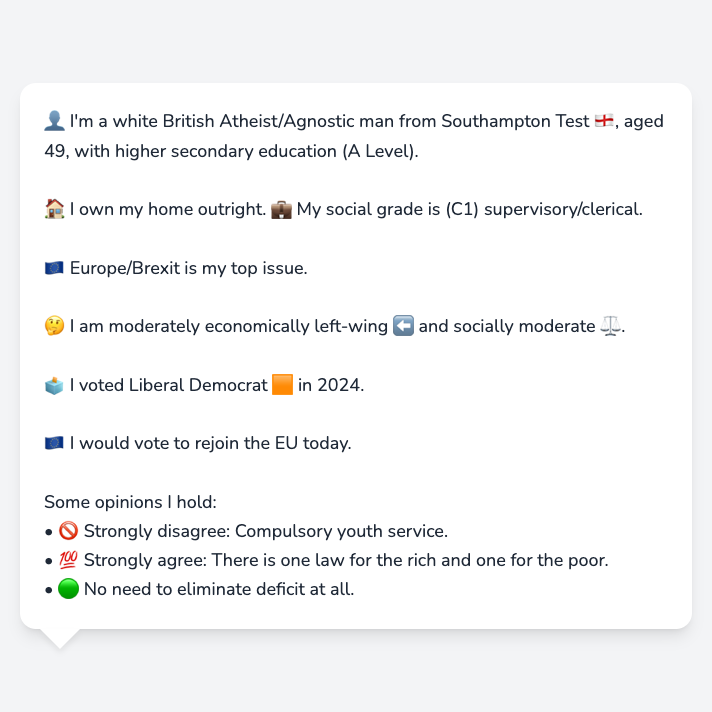 👤 I'm a white British Atheist/Agnostic man from Southampton Test 🏴󠁧󠁢󠁥󠁮󠁧󠁿, aged
49, with higher secondary education (A Level).
🏠 I own my home outright. 💼 My social grade is (C1) supervisory/clerical.
🇪🇺 Europe/Brexit is my top issue.
🤔 I am moderately economically left-wing ⬅️ and socially moderate ⚖️.
🗳️ I voted Liberal Democrat 🟧 in 2024.
🇪🇺 I would vote to rejoin the EU today.
Some opinions I hold:
• 🚫 Strongly disagree: Compulsory youth service.
• 💯 Strongly agree: There is one law for the rich and one for the poor.
• 🟢 No need to eliminate deficit at all.